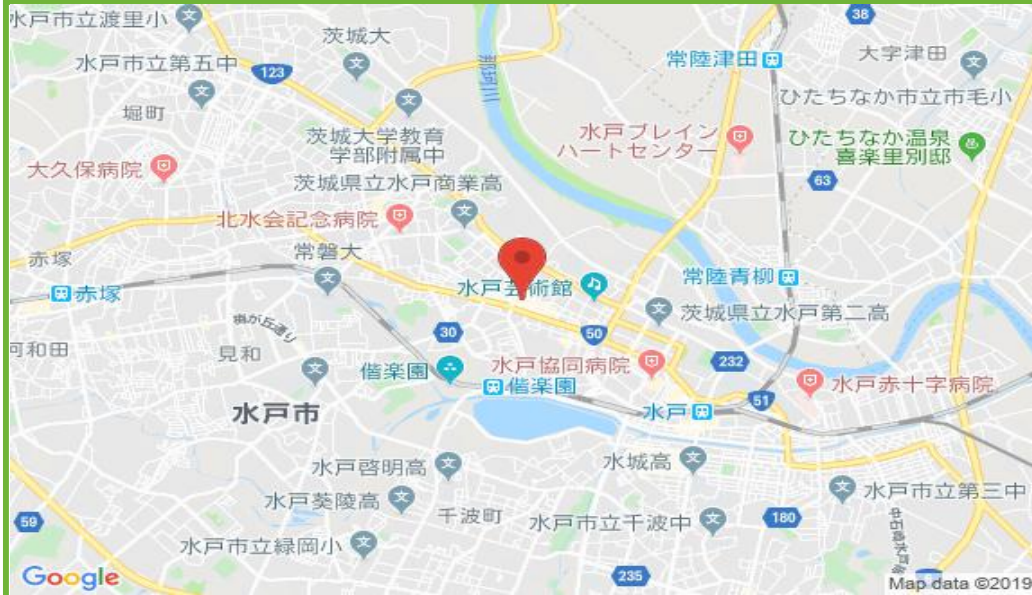 水戸市立渡里小
茨城大
38
水戸市立第五中
123
那珂川
常陸津田
大字津田
ひたちなか市立市毛小
堀町
茨城大学教育
学部附属中
水戸ブレイン
ハートセンター
ひたちなか温泉
喜楽里別邸
大久保病院
茨城県立水戸商業高
63
北水会記念病院
赤塚
常磐大
水戸芸術館
常陸青柳
赤塚
茨城県立水戸第二高
30
50
河和田
見和
偕楽園
水戸協同病院
232
偕楽園
水戸赤十字病院
51
水戸市
水戸
水戸啓明高
水城高
水戸葵陵高
千波町
水戸市立千波中
180
水戸市立第三中
59
水戸市立緑岡小
235
Google
Map data ©2019